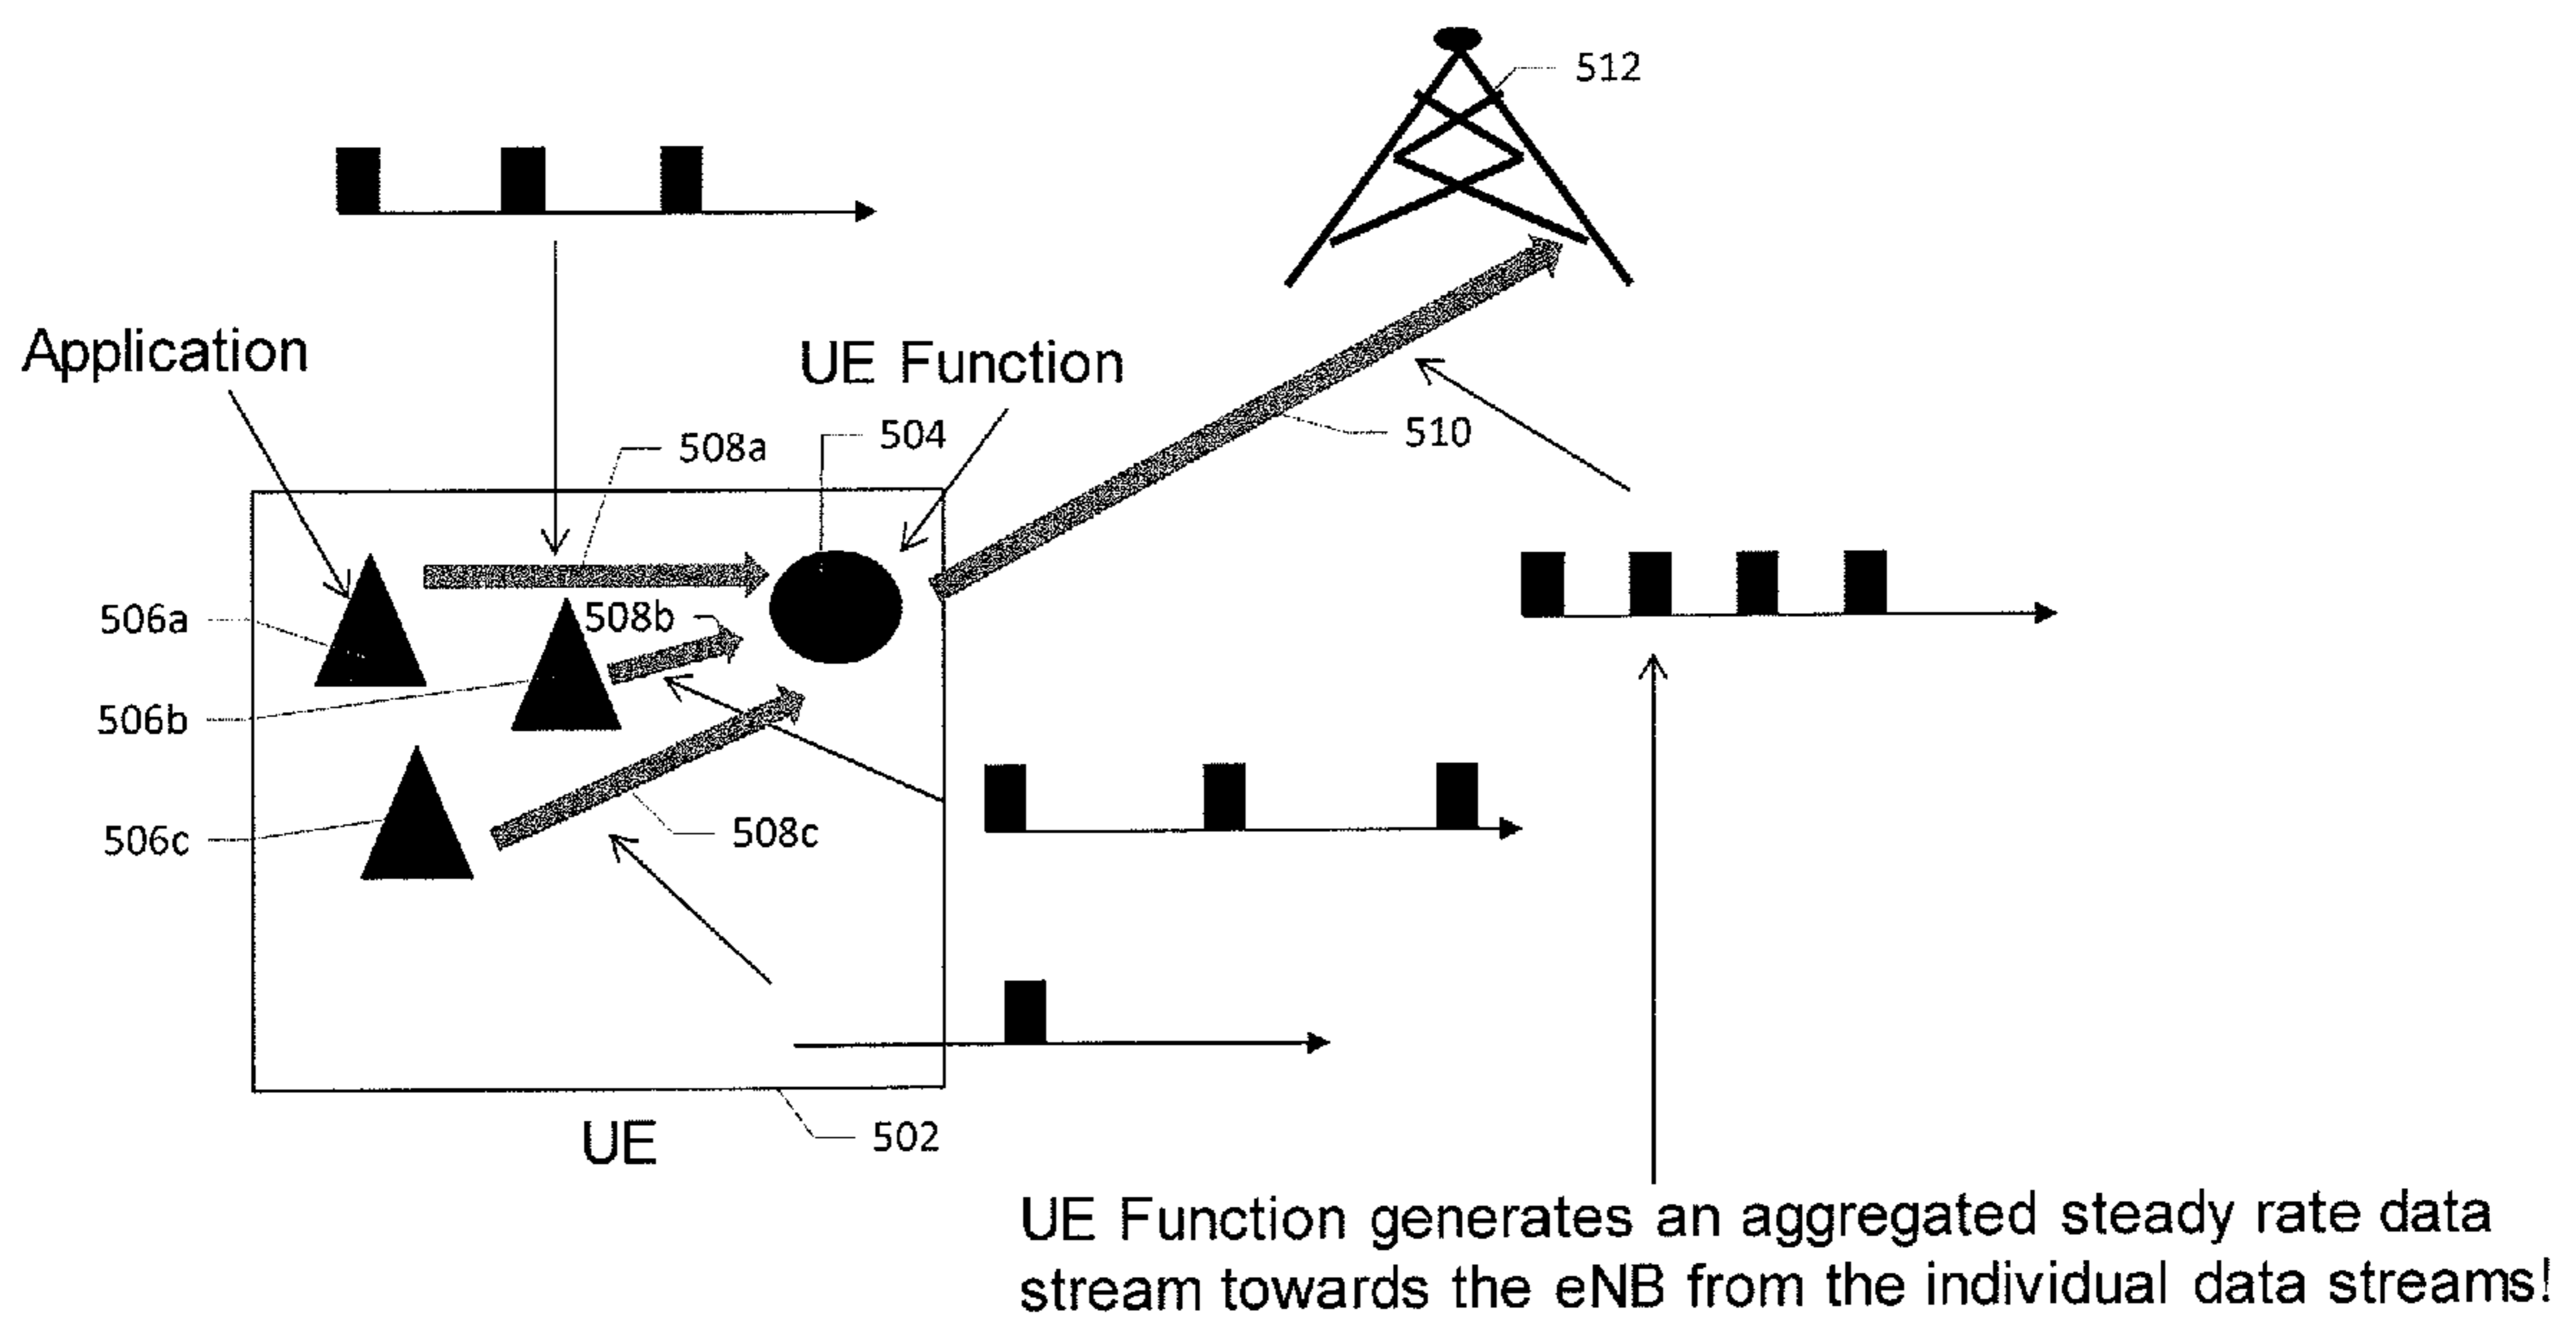 512
Application
UE Function
504
508a
510
506a
508b
506b
506c
508c
502
UE
UE Function generates an aggregated steady rate data
stream towards the eNB from the individual data streams!